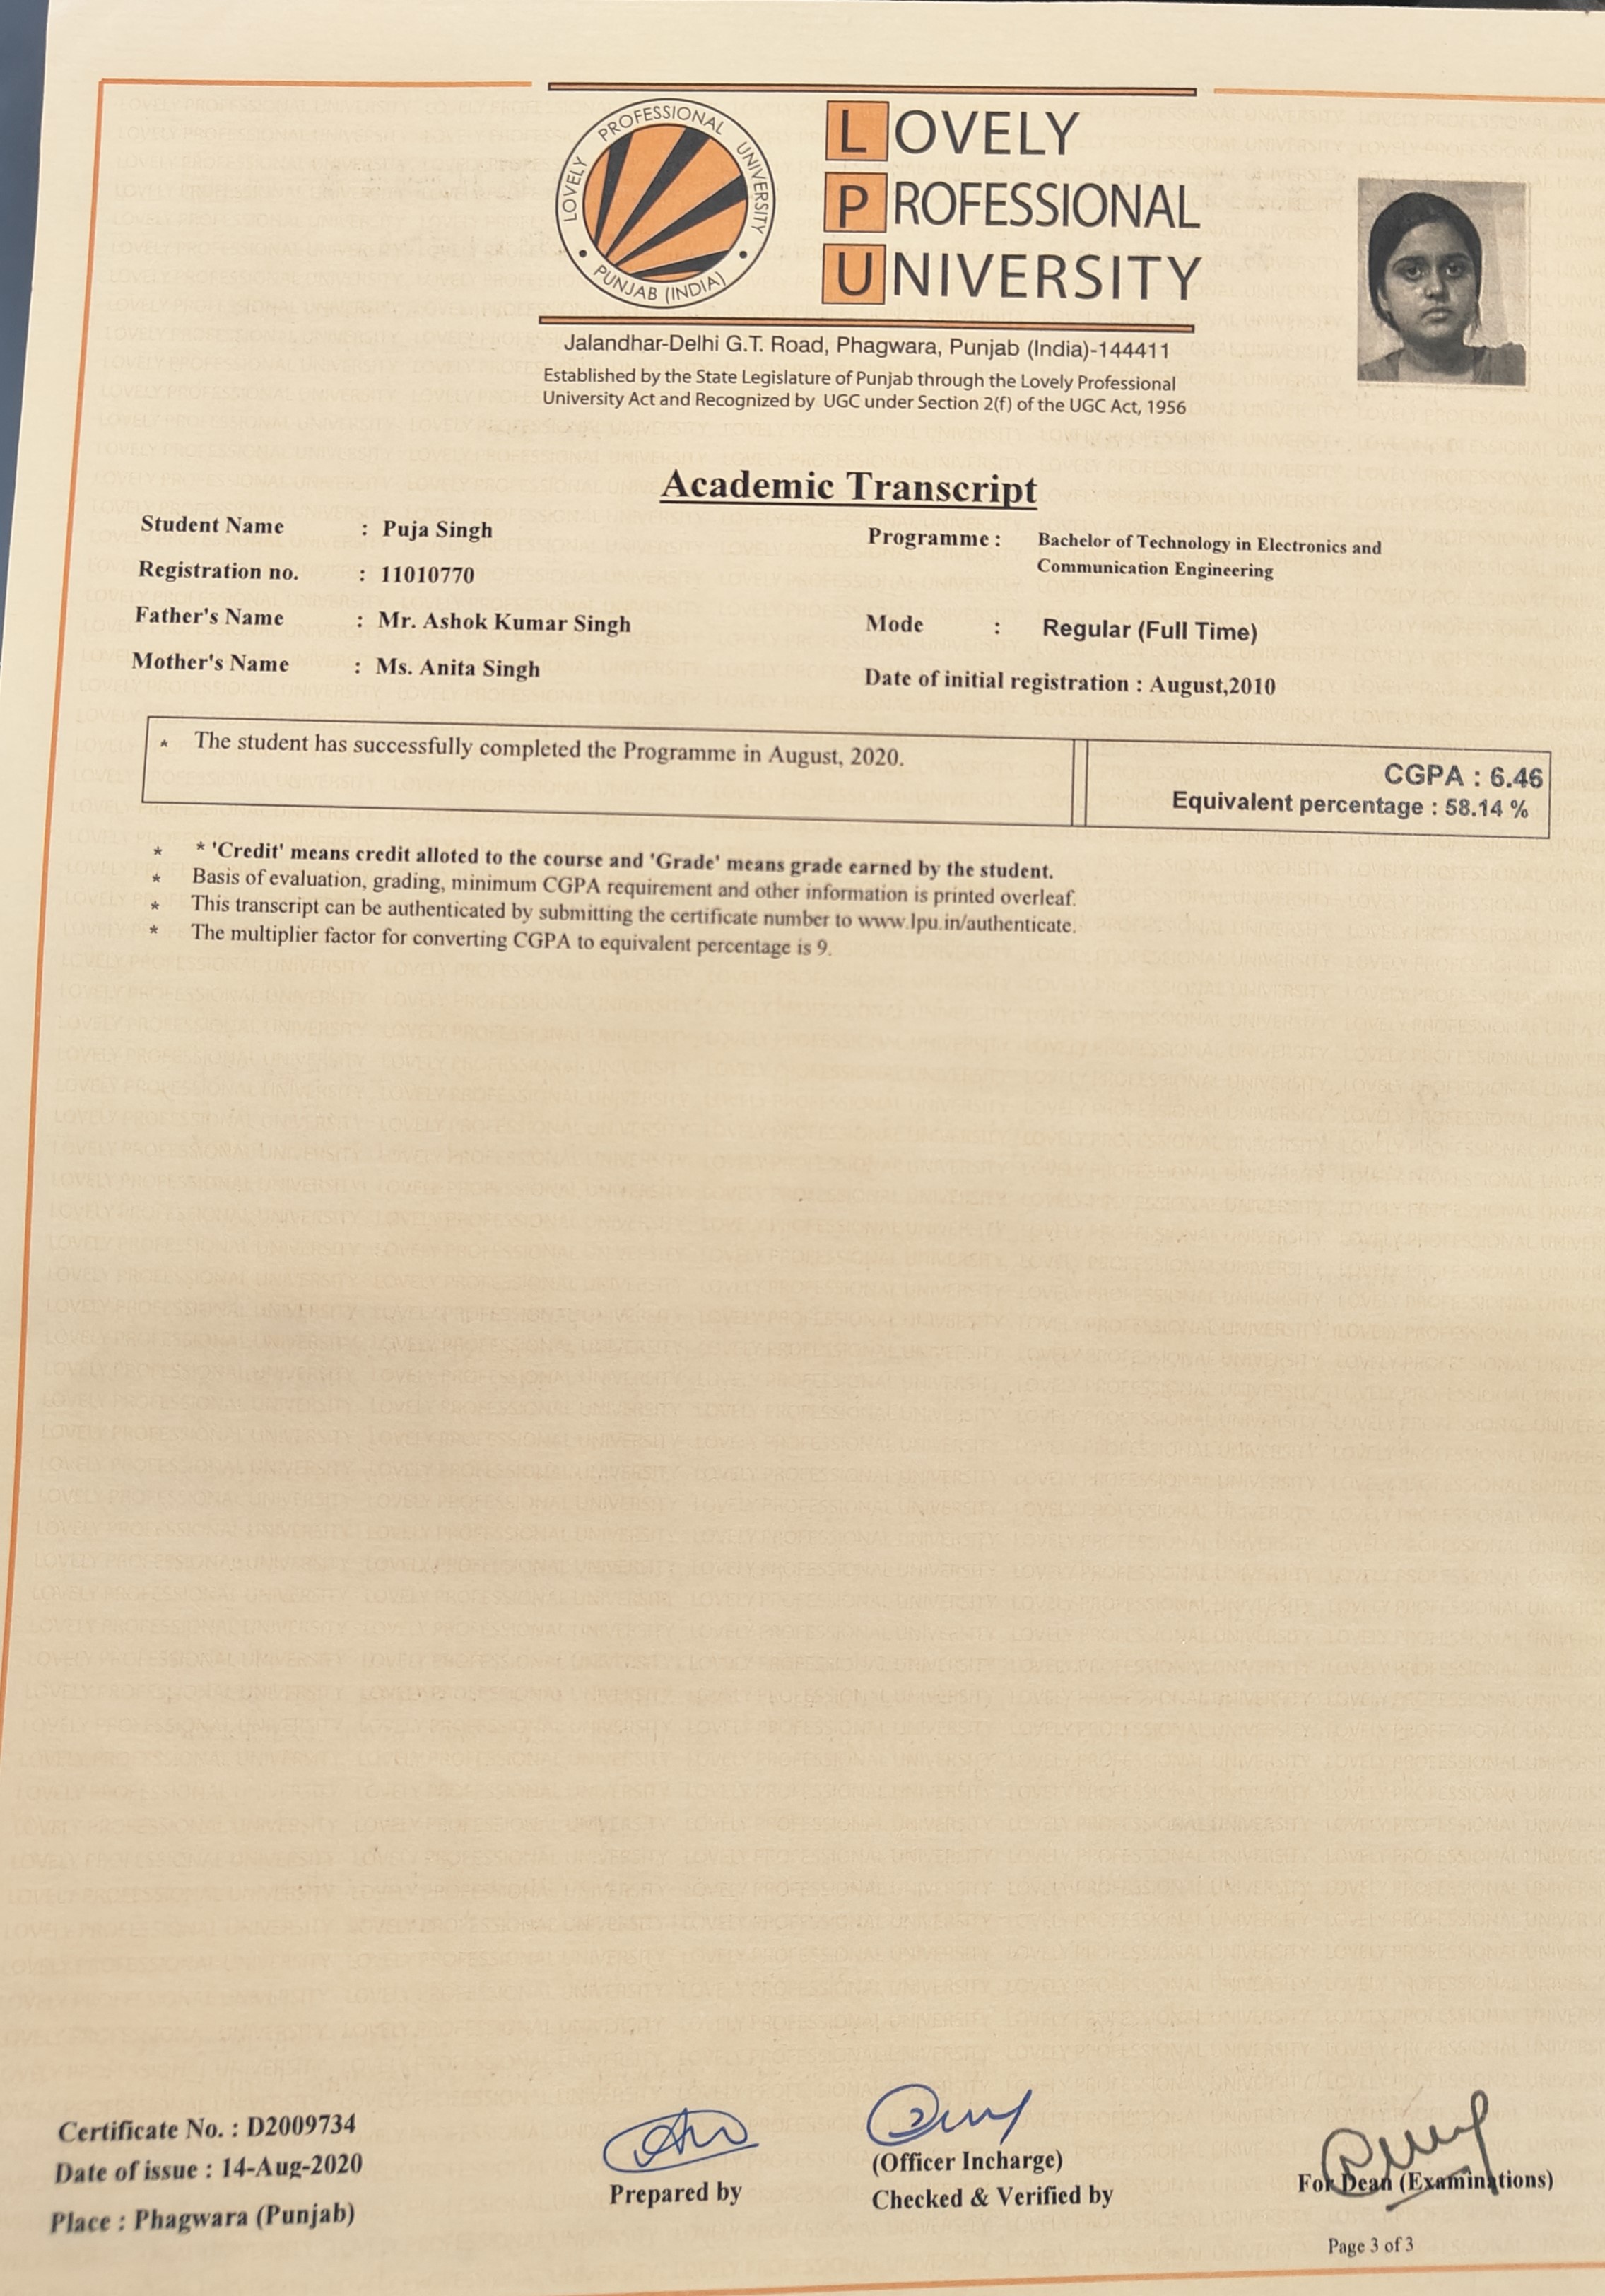 LOVELY PROFESSIONAL UNIVERSITY
PUNJAB (INDIA)
LOVELY
PROFESSIONAL
UNIVERSITY
Jalandhar-Delhi G.T. Road, Phagwara, Punjab (India)-144411
Established by the State Legislature of Punjab through the Lovely Professional
University Act and Recognized by UGC under Section 2(f) of the UGC Act, 1956
Academic Transcript
Student Name : Puja Singh
Registration no. : 11010770
Father's Name : Mr. Ashok Kumar Singh
Mother's Name : Ms. Anita Singh
Programme : Bachelor of Technology in Electronics and
Communication Engineering
Mode : Regular (Full Time)
Date of initial registration : August,2010
* The student has successfully completed the Programme in August, 2020.
CGPA : 6.46
Equivalent percentage : 58.14 %
* * 'Credit' means credit alloted to the course and 'Grade' means grade earned by the student.
* Basis of evaluation, grading, minimum CGPA requirement and other information is printed overleaf.
* This transcript can be authenticated by submitting the certificate number to www.lpu.in/authenticate.
* The multiplier factor for converting CGPA to equivalent percentage is 9.
Certificate No. : D2009734
Date of issue : 14-Aug-2020
Place : Phagwara (Punjab)
Prepared by
(Officer Incharge)
Checked & Verified by
For Dean (Examinations)
Page 3 of 3